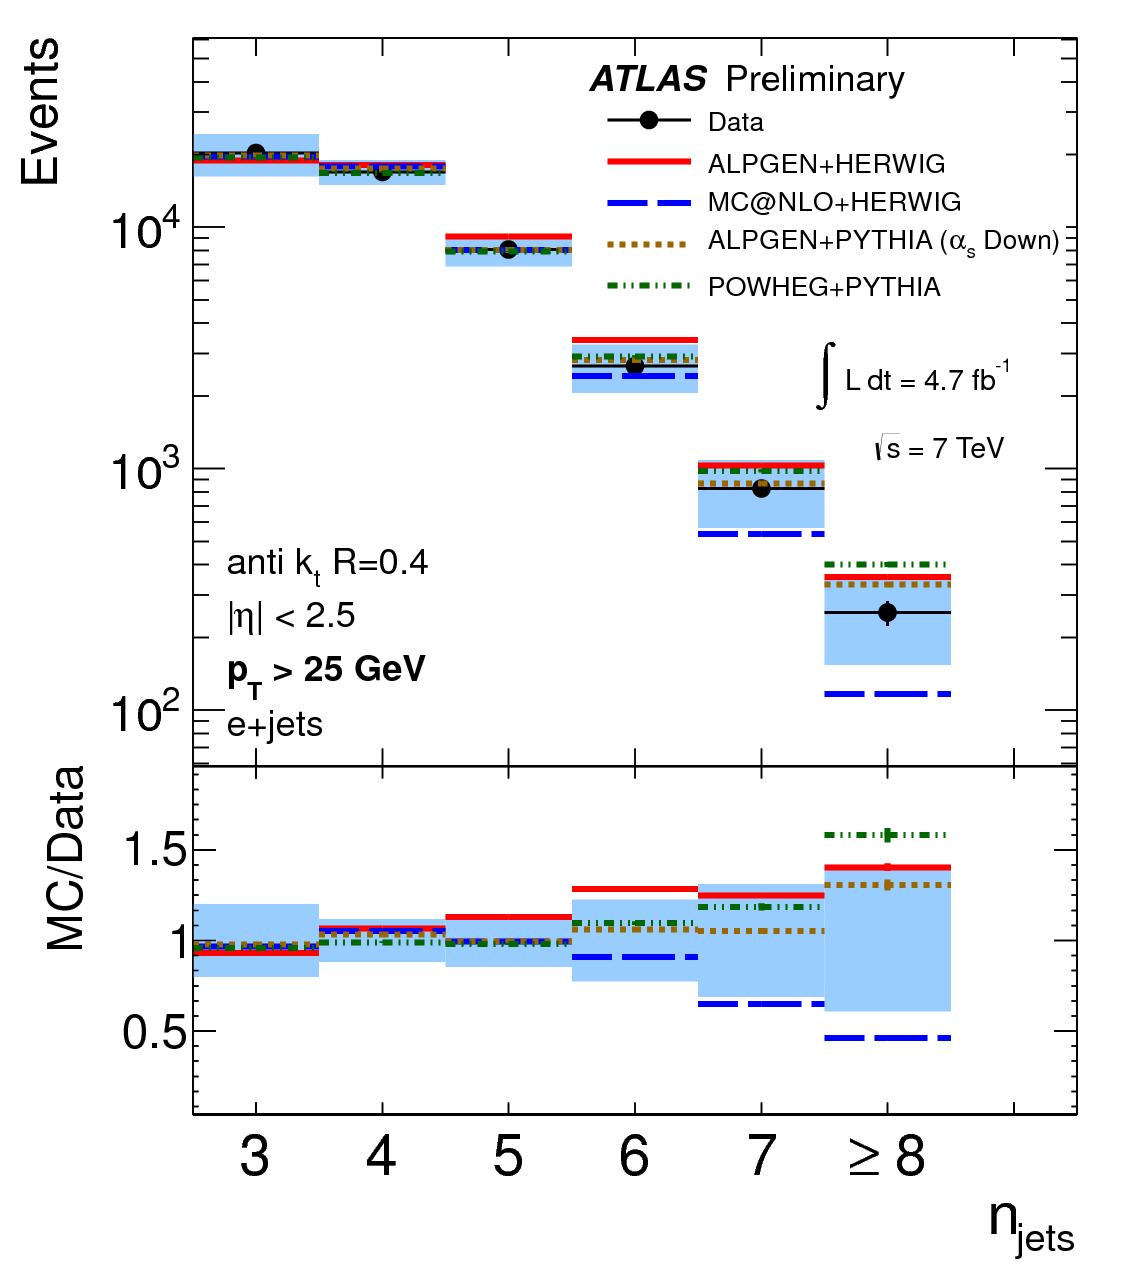 Events
ATLAS Preliminary
Data
ALPGEN+HERWIG
MC@NLO+HERWIG
ALPGEN+PYTHIA (αs Down)
POWHEG+PYTHIA
∫ L dt = 4.7 fb-1
√s = 7 TeV
10^4
10^3
10^2
anti kt R=0.4
|η| < 2.5
pT > 25 GeV
e+jets
MC/Data
1.5
1
0.5
3 4 5 6 7 ≥ 8
njets